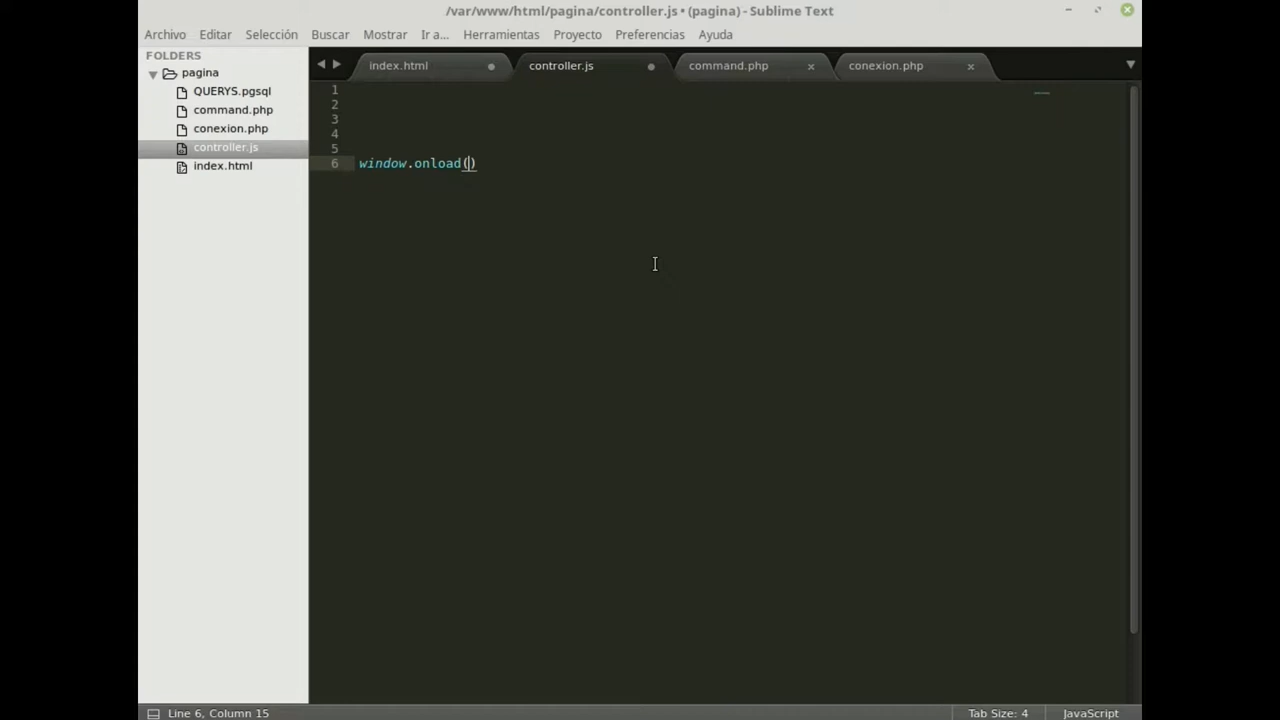 /var/www/html/pagina/controller.js • (pagina) - Sublime Text
Archivo Editar Selección Buscar Mostrar Ir a... Herramientas Proyecto Preferencias Ayuda
FOLDERS
pagina
QUERYS.pgsql
command.php
conexion.php
controller.js
index.html
index.html controller.js command.php conexion.php
1
2
3
4
5
6 window.onload()
Line 6, Column 15 Tab Size: 4 JavaScript